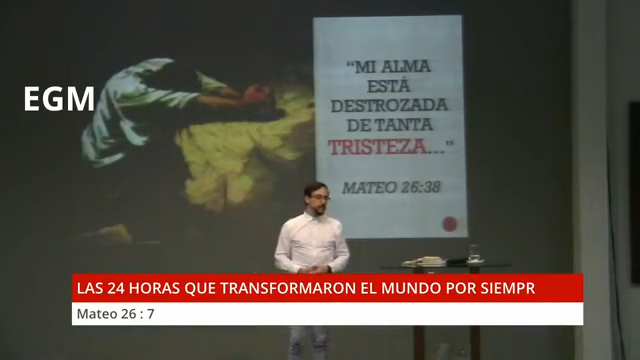 EGM
“MI ALMA
ESTÁ
DESTROZADA
DE TANTA
TRISTEZA...”
MATEO 26:38
LAS 24 HORAS QUE TRANSFORMARON EL MUNDO POR SIEMPR
Mateo 26 : 7